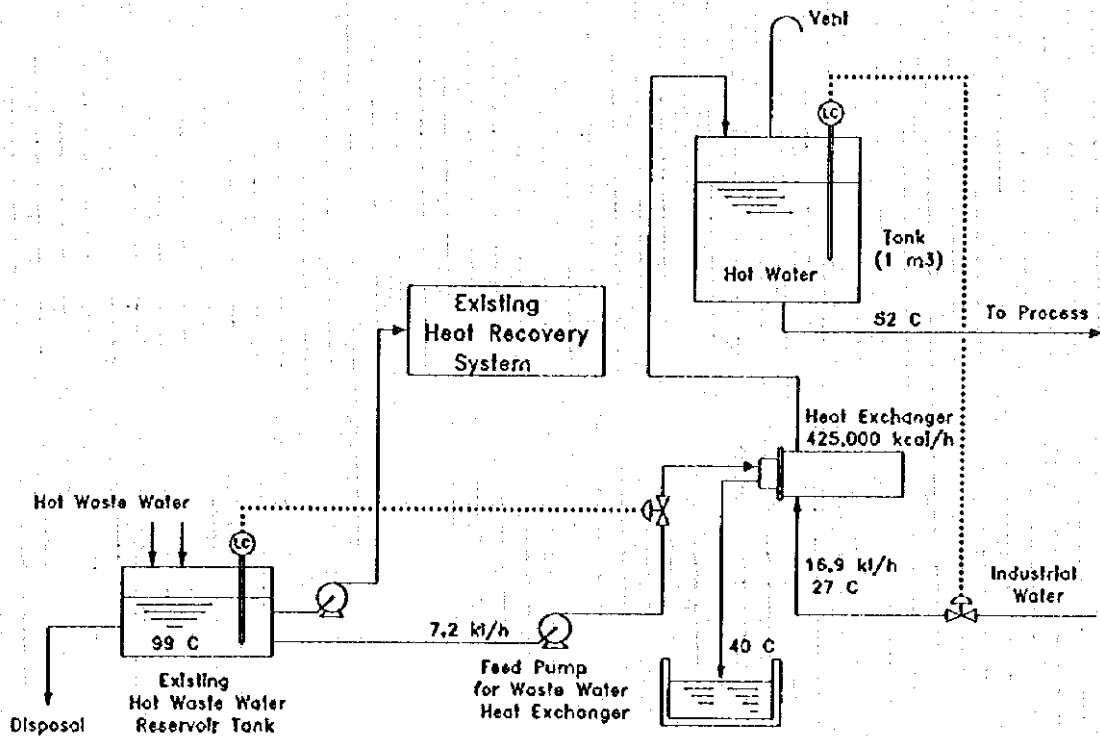 Vent
LC
Tank
(1 m3)
Hot Water
52 C
To Process
Existing
Heat Recovery
System
Heat Exchanger
425,000 kcal/h
Hot Waste Water
LC
16,9 kl/h
27 C
Industrial
Water
99 C
7,2 kl/h
40 C
Feed Pump
for Waste Water
Heat Exchanger
Existing
Hot Waste Water
Reservoir Tank
Disposal